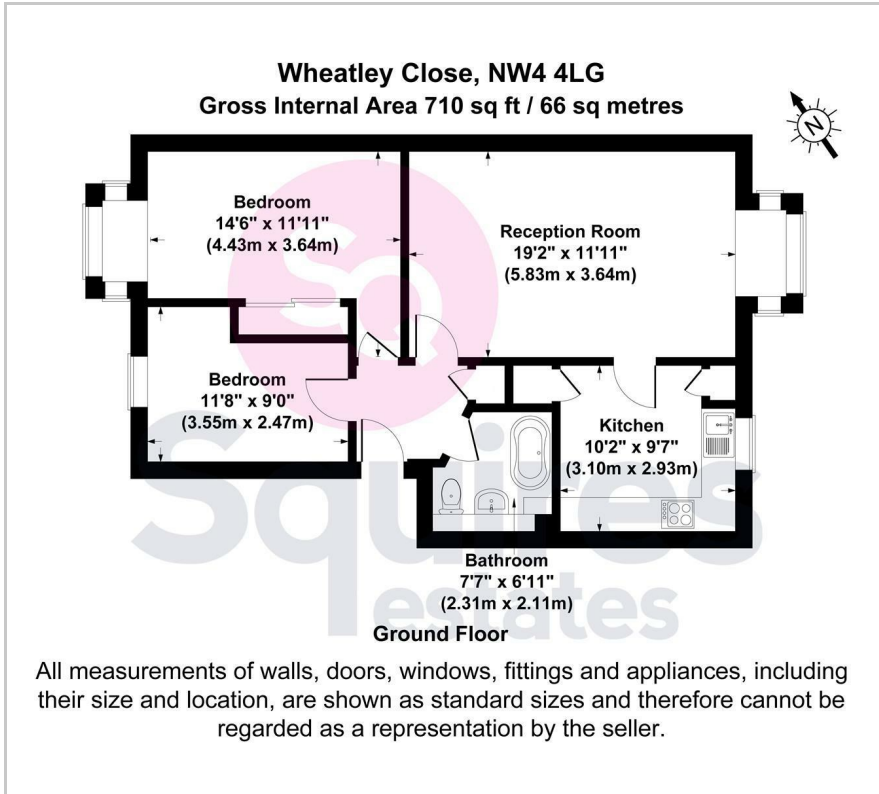 Wheatley Close, NW4 4LG
Gross Internal Area 710 sq ft / 66 sq metres
N
Bedroom
14'6" x 11'11"
(4.43m x 3.64m)
Reception Room
19'2" x 11'11"
(5.83m x 3.64m)
Bedroom
11'8" x 9'0"
(3.55m x 2.47m)
Kitchen
10'2" x 9'7"
(3.10m x 2.93m)
Bathroom
7'7" x 6'11"
(2.31m x 2.11m)
SQ
Squires
estates
Ground Floor
All measurements of walls, doors, windows, fittings and appliances, including
their size and location, are shown as standard sizes and therefore cannot be
regarded as a representation by the seller.